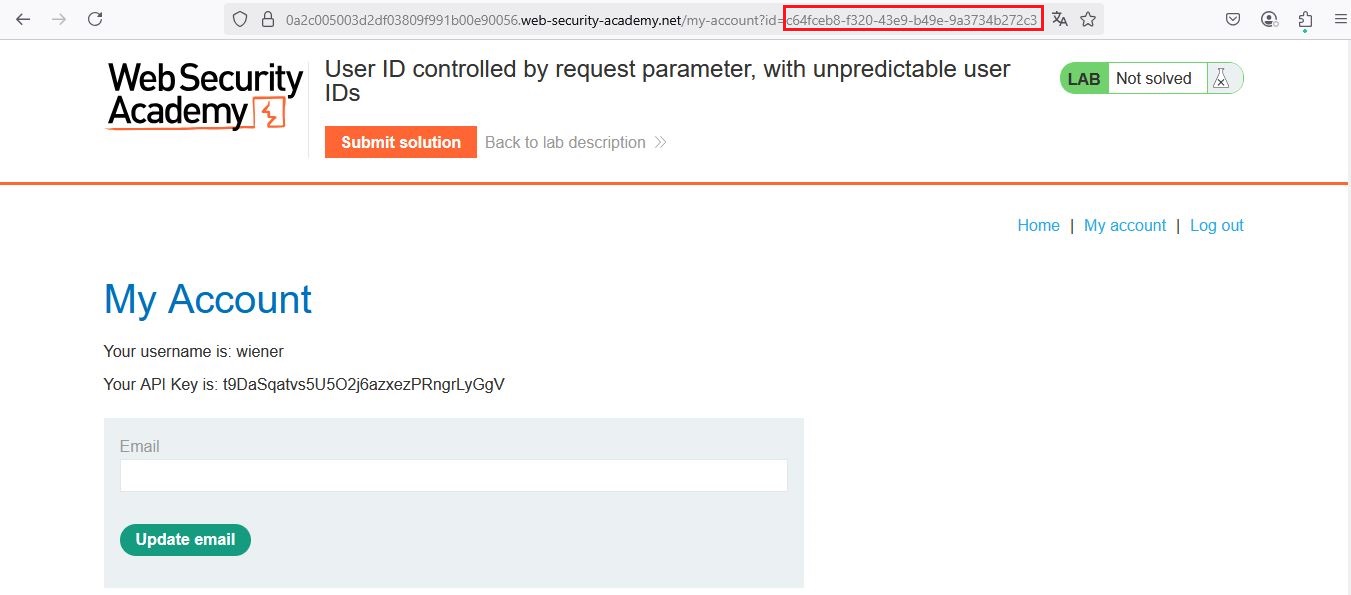 0a2c005003d2df03809f991b00e90056.web-security-academy.net/my-account?id=c64fceb8-f320-43e9-b49e-9a3734b272c3
WebSecurity
Academy
User ID controlled by request parameter, with unpredictable user
IDs
LAB Not solved
Submit solution Back to lab description
Home | My account | Log out
My Account
Your username is: wiener
Your API Key is: t9DaSqatvs5U5O2j6azxezPRngrLyGgV
Email
Update email